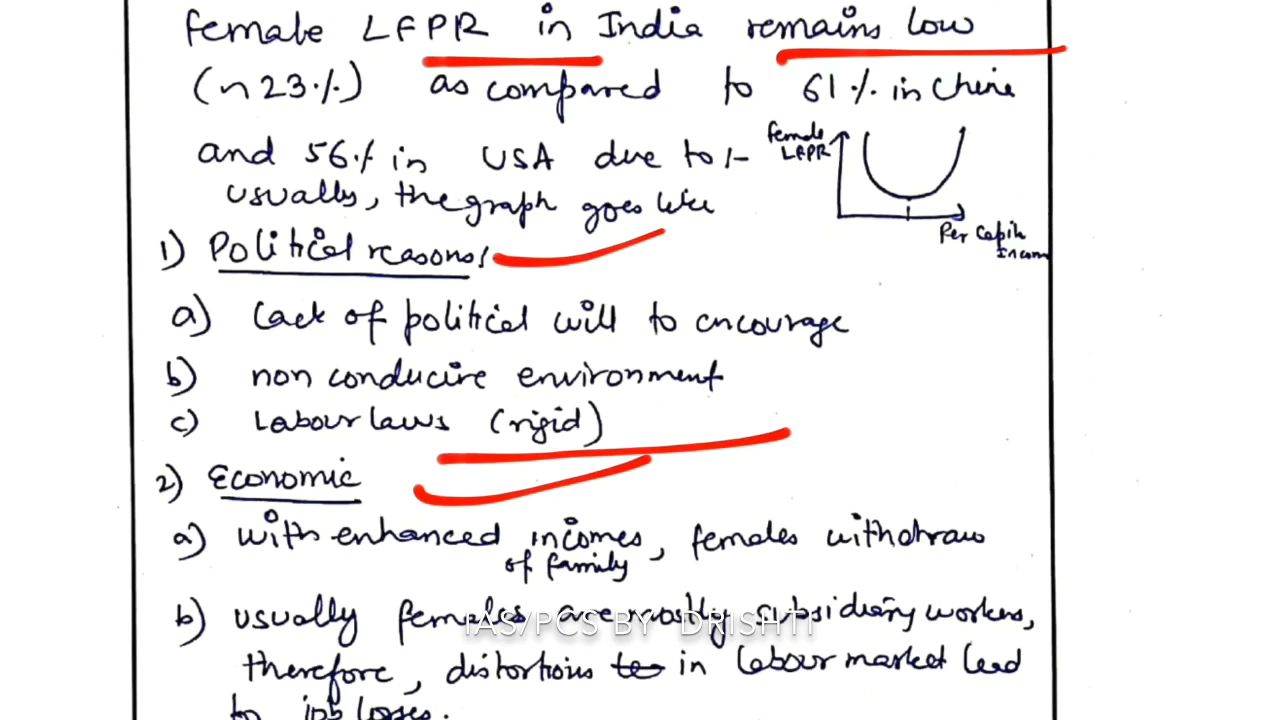 female LFPR in India remains low
(~23%) as compared to 61% in China
and 56% in USA due to :-
usually, the graph goes like
Female
LFPR
Per Capita
Income
1) Political reasons:
a) Lack of political will to encourage
b) non conducive environment
c) Labour laws (rigid)
2) Economic
a) with enhanced incomes, females withdraw
of family
b) usually females are mostly subsidiary workers,
IAS/PCS BY DRISHTI
therefore, distortions to in labour market lead
to job losses.